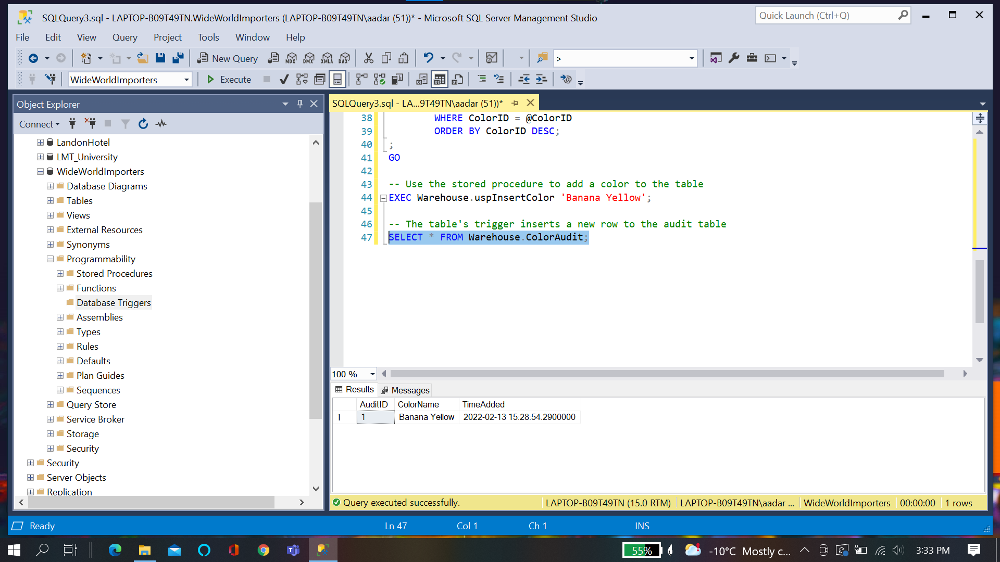 SQLQuery3.sql - LAPTOP-B09T49TN.WideWorldImporters (LAPTOP-B09T49TN\aadar (51))* - Microsoft SQL Server Management Studio
Quick Launch (Ctrl+Q)
File Edit View Query Project Tools Window Help
New Query
MDX DMX XMLA DAX
>
WideWorldImporters
Execute
Object Explorer
Connect
LandonHotel
LMT_University
WideWorldImporters
Database Diagrams
Tables
Views
External Resources
Synonyms
Programmability
Stored Procedures
Functions
Database Triggers
Assemblies
Types
Rules
Defaults
Plan Guides
Sequences
Query Store
Service Broker
Storage
Security
Security
Server Objects
Replication
SQLQuery3.sql - LA...9T49TN\aadar (51))*
38 WHERE ColorID = @ColorID
39 ORDER BY ColorID DESC;
40 ;
41 GO
42
43 -- Use the stored procedure to add a color to the table
44 EXEC Warehouse.uspInsertColor 'Banana Yellow';
45
46 -- The table's trigger inserts a new row to the audit table
47 SELECT * FROM Warehouse.ColorAudit;
100 %
Results Messages
AuditID ColorName TimeAdded
1 1 Banana Yellow 2022-02-13 15:28:54.2900000
Query executed successfully. LAPTOP-B09T49TN (15.0 RTM) LAPTOP-B09T49TN\aadar ... WideWorldImporters 00:00:00 1 rows
Ready Ln 47 Col 1 Ch 1 INS
55% -10°C Mostly c... 3:33 PM